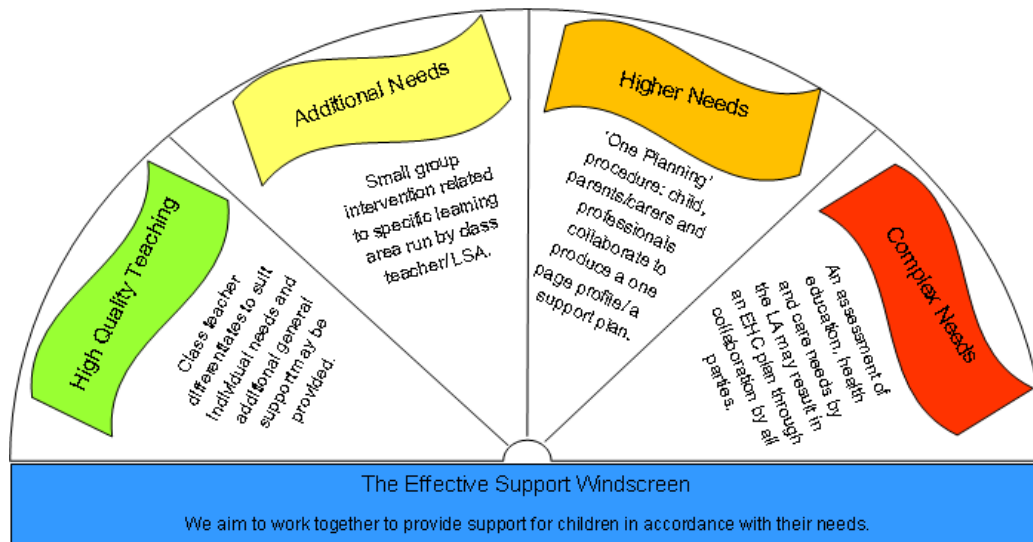 High Quality Teaching
Class teacher
differentiates to suit
Individual needs and
additional general
support may be
provided.
Additional Needs
Small group
intervention related
to specific learning
area run by class
teacher/ LSA.
Higher Needs
'One Planning'
procedure: child,
parents/carers and
professionals
collaborate to
produce a one
page profile/ a
support plan.
Complex Needs
An assessment of
education, health
and care needs by
the LA may result in
an EHC plan through
collaboration by all
parties.
The Effective Support Windscreen
We aim to work together to provide support for children in accordance with their needs.